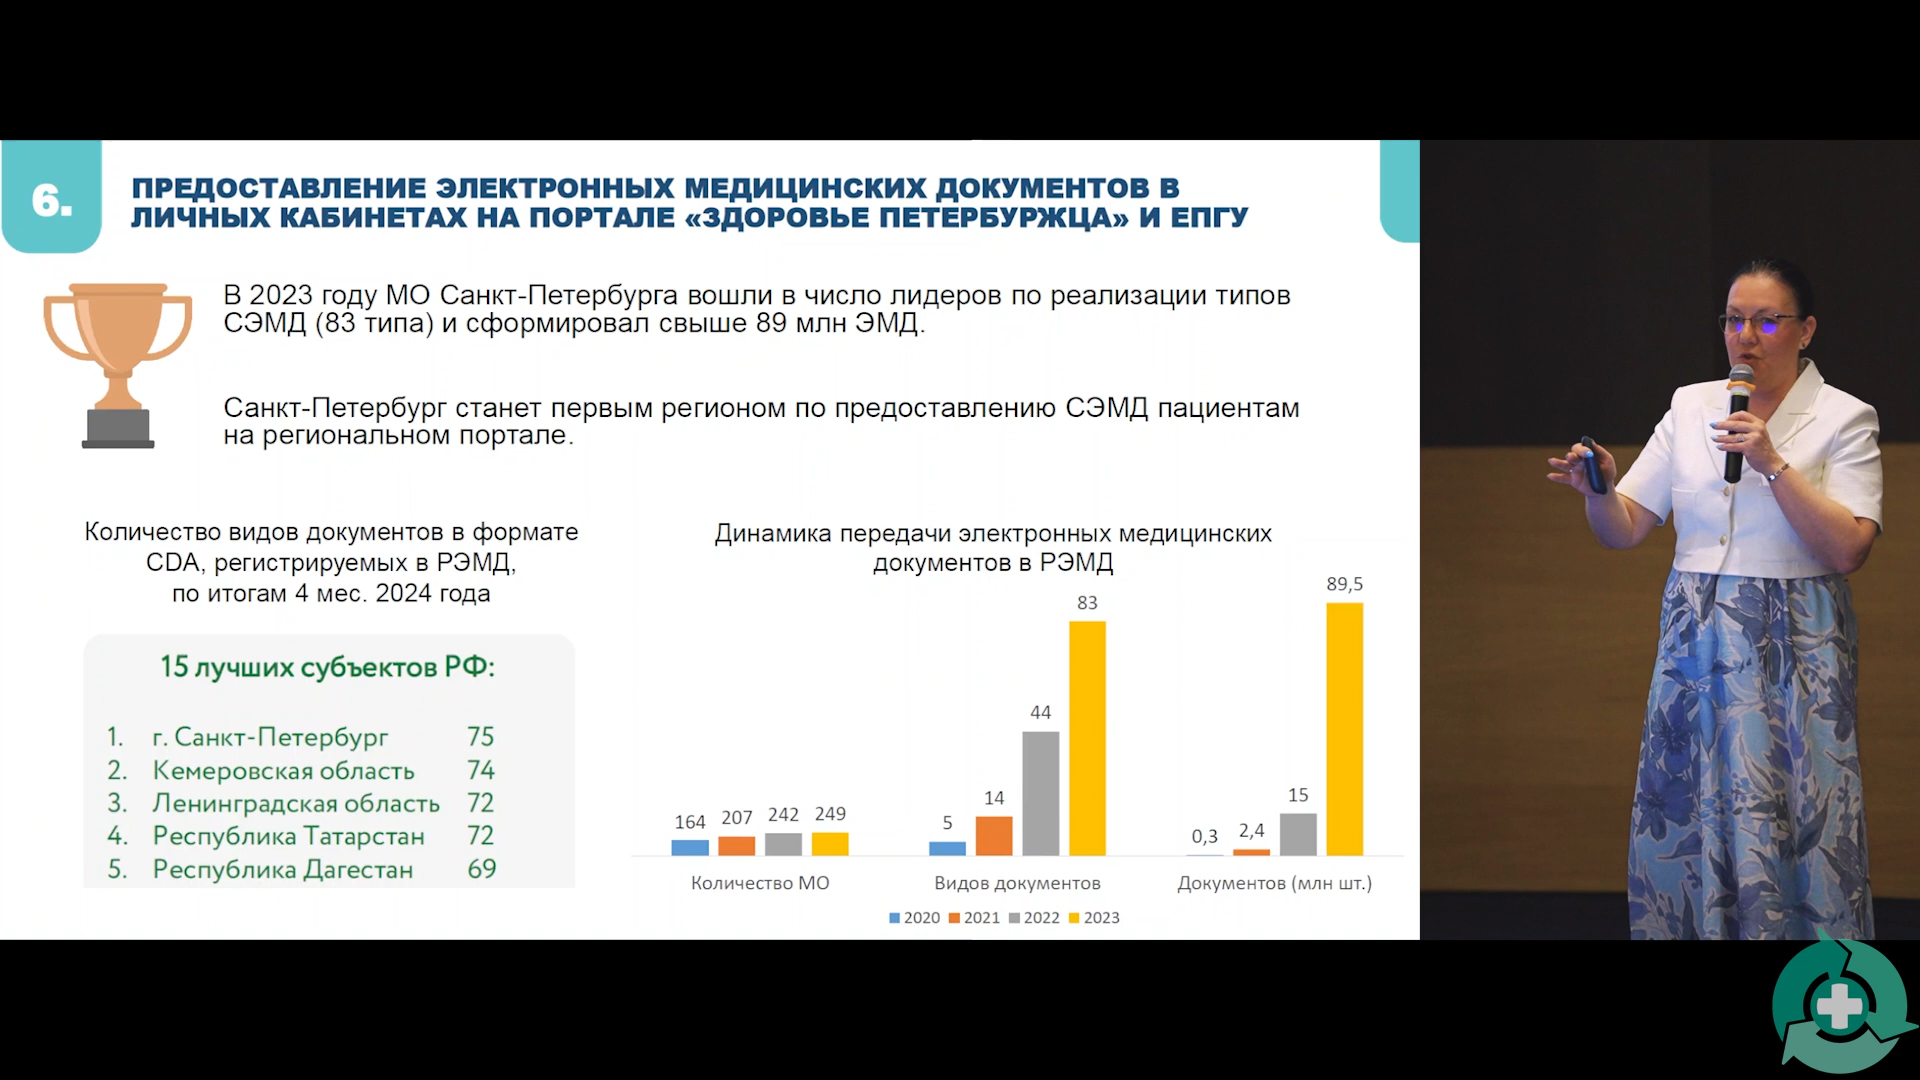 6.
ПРЕДОСТАВЛЕНИЕ ЭЛЕКТРОННЫХ МЕДИЦИНСКИХ ДОКУМЕНТОВ В
ЛИЧНЫХ КАБИНЕТАХ НА ПОРТАЛЕ «ЗДОРОВЬЕ ПЕТЕРБУРЖЦА» И ЕПГУ
В 2023 году МО Санкт-Петербурга вошли в число лидеров по реализации типов
СЭМД (83 типа) и сформировал свыше 89 млн ЭМД.
Санкт-Петербург станет первым регионом по предоставлению СЭМД пациентам
на региональном портале.
Количество видов документов в формате
CDA, регистрируемых в РЭМД,
по итогам 4 мес. 2024 года
15 лучших субъектов РФ:
1. г. Санкт-Петербург 75
2. Кемеровская область 74
3. Ленинградская область 72
4. Республика Татарстан 72
5. Республика Дагестан 69
Динамика передачи электронных медицинских
документов в РЭМД
164 207 242 249
5 14 44 83
0,3 2,4 15 89,5
Количество МО Видов документов Документов (млн шт.)
2020 2021 2022 2023